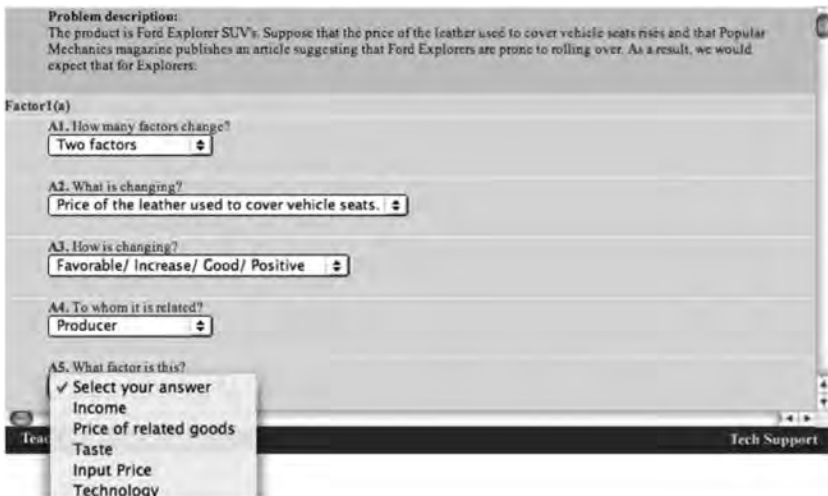 Problem description:
The product is Ford Explorer SUV's. Suppose that the price of the leather used to cover vehicle seats rises and that Popular
Mechanics magazine publishes an article suggesting that Ford Explorers are prone to rolling over. As a result, we would
expect that for Explorers:
Factor1(a)
A1. How many factors change?
Two factors
A2. What is changing?
Price of the leather used to cover vehicle seats.
A3. How is changing?
Favorable/ Increase/ Good/ Positive
A4. To whom it is related?
Producer
A5. What factor is this?
✓ Select your answer
Income
Price of related goods
Tech Support
Taste
Input Price
Technology